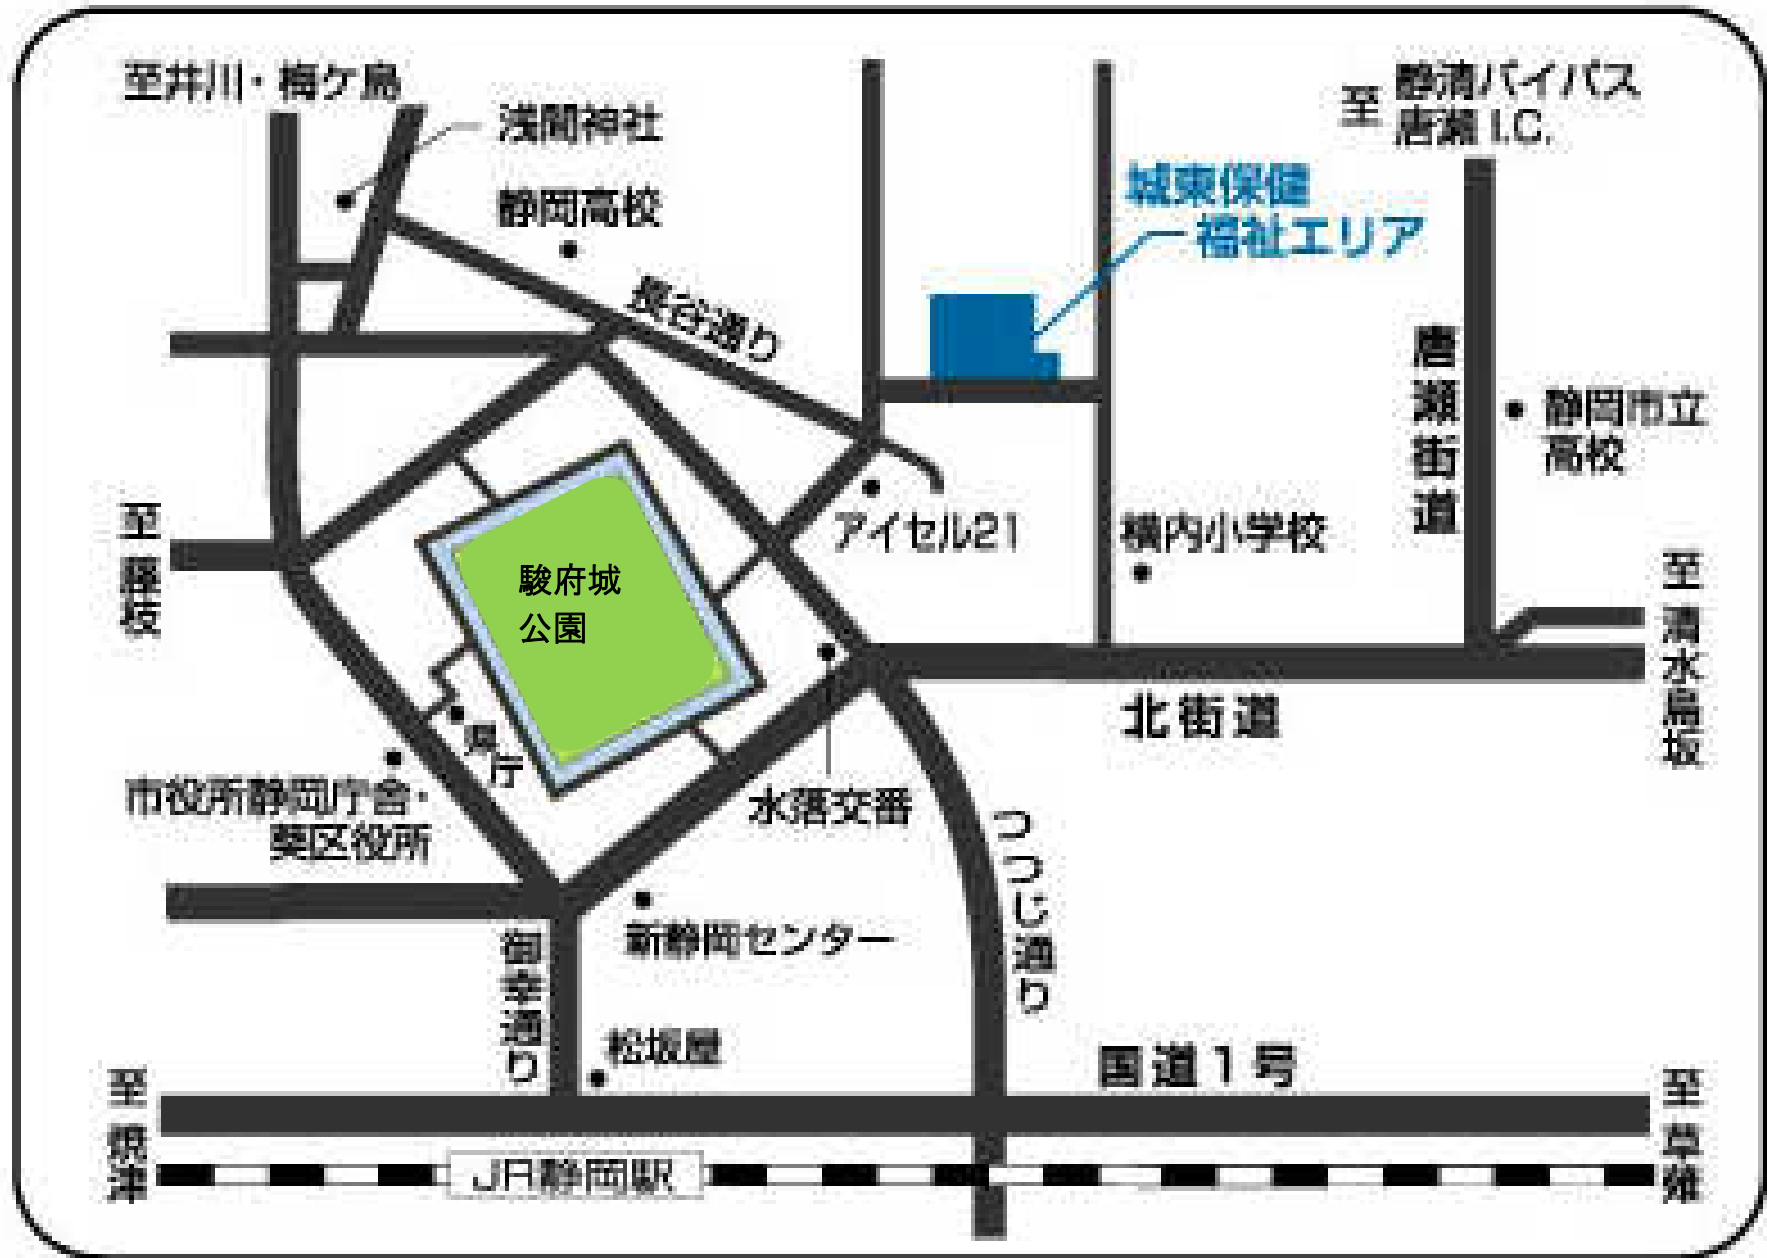 至井川・梅ケ島
浅間神社
静岡高校
長谷通り
城東保健
福祉エリア
至
静清バイパス
唐瀬 I.C.
唐瀬街道
静岡市立
高校
至藤枝
駿府城
公園
アイセル21
横内小学校
至清水鳥坂
北街道
県庁
市役所静岡庁舎・
葵区役所
水落交番
つつじ通り
新静岡センター
御幸通り
松坂屋
国道1号
至焼津
JR静岡駅
至草薙